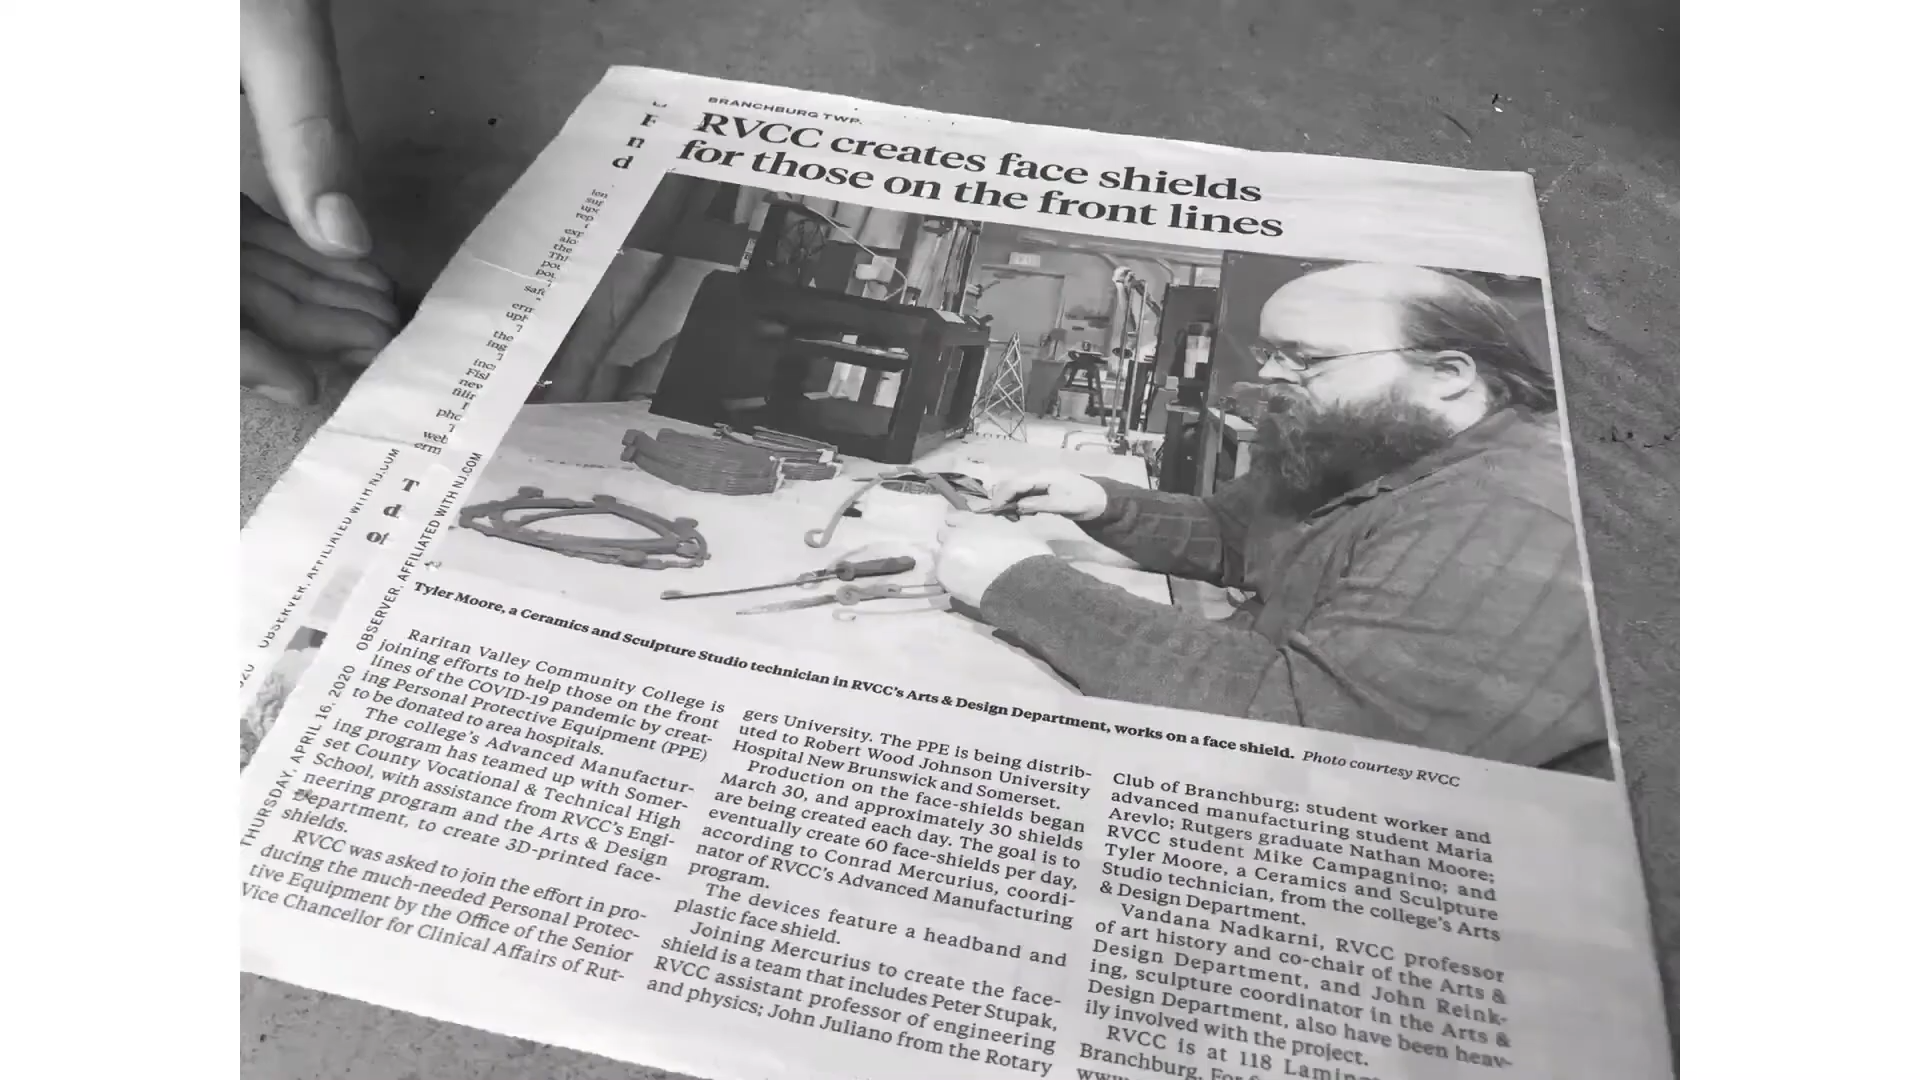 BRANCHBURG TWP.
RVCC creates face shields
for those on the front lines
EXIT
Tyler Moore, a Ceramics and Sculpture Studio technician in RVCC's Arts & Design Department, works on a face shield. Photo courtesy RVCC
Raritan Valley Community College is
joining efforts to help those on the front
lines of the COVID-19 pandemic by creat-
ing Personal Protective Equipment (PPE)
to be donated to area hospitals.
The college's Advanced Manufactur-
ing program has teamed up with Somer-
set County Vocational & Technical High
School, with assistance from RVCC's Engi-
neering program and the Arts & Design
Department, to create 3D-printed face-
shields.
RVCC was asked to join the effort in pro-
ducing the much-needed Personal Protec-
tive Equipment by the Office of the Senior
Vice Chancellor for Clinical Affairs of Rut-
gers University. The PPE is being distrib-
uted to Robert Wood Johnson University
Hospital New Brunswick and Somerset.
Production on the face-shields began
March 30, and approximately 30 shields
are being created each day. The goal is to
eventually create 60 face-shields per day,
according to Conrad Mercurius, coordi-
nator of RVCC's Advanced Manufacturing
program.
The devices feature a headband and
plastic face shield.
Joining Mercurius to create the face-
shield is a team that includes Peter Stupak,
RVCC assistant professor of engineering
and physics; John Juliano from the Rotary
Club of Branchburg; student worker and
advanced manufacturing student Maria
Arevlo; Rutgers graduate Nathan Moore;
RVCC student Mike Campagnino; and
Tyler Moore, a Ceramics and Sculpture
Studio technician, from the college's Arts
& Design Department.
Vandana Nadkarni, RVCC professor
of art history and co-chair of the Arts &
Design Department, and John Reink-
ing, sculpture coordinator in the Arts &
Design Department, also have been heav-
ily involved with the project.
RVCC is at 118
Branchburg. For
THURSDAY, APRIL 16, 2020 OBSERVER, AFFILIATED WITH NJ.COM
OBSERVER, AFFILIATED WITH NJ.COM
F
n
d
exp
the
the
ing
new
web
T
d
of